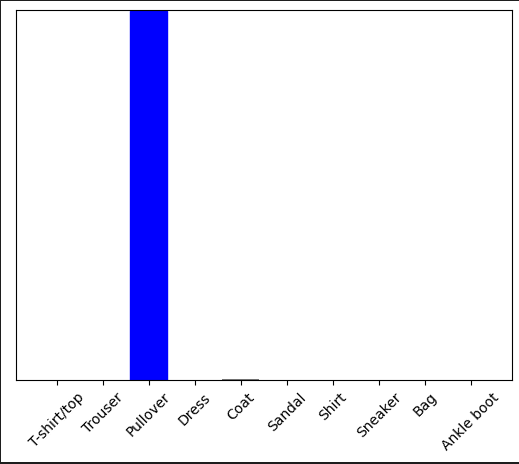 T-shirt/top
Trouser
Pullover
Dress
Coat
Sandal
Shirt
Sneaker
Bag
Ankle boot